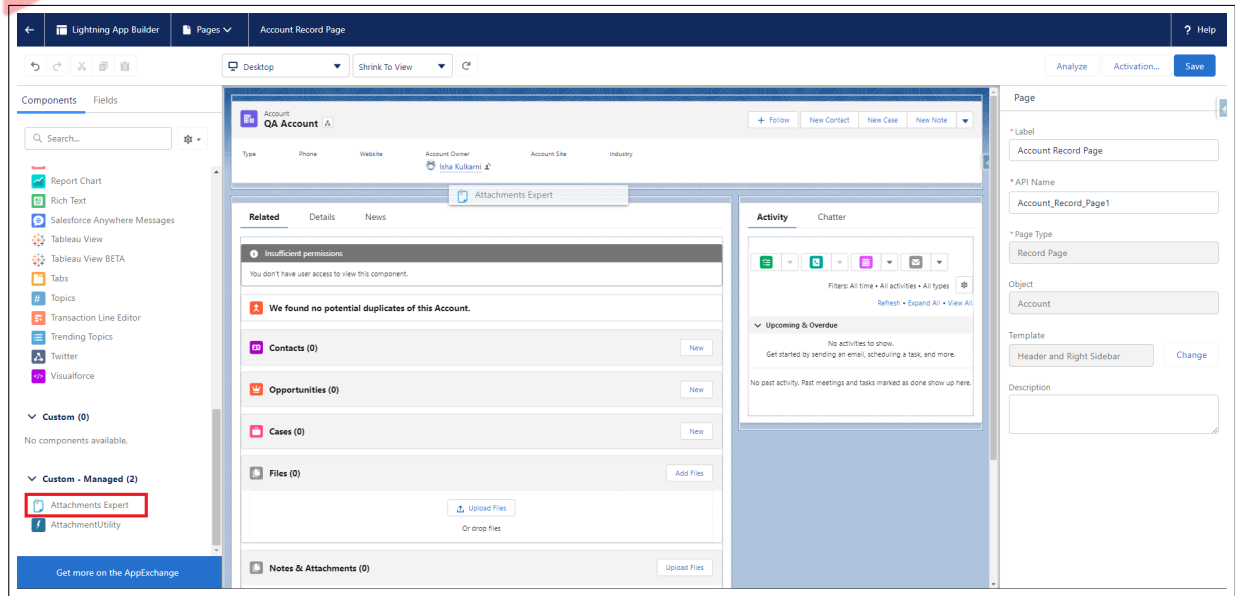 Lightning App Builder
Pages
Account Record Page
? Help
Desktop
Shrink To View
Analyze
Activation...
Save
Components
Fields
Search...
Report Chart
Rich Text
Salesforce Anywhere Messages
Tableau View
Tableau View BETA
Tabs
Topics
Transaction Line Editor
Trending Topics
Twitter
Visualforce
Custom (0)
No components available.
Custom - Managed (2)
Attachments Expert
AttachmentUtility
Get more on the AppExchange
Account
QA Account
+ Follow
New Contact
New Case
New Note
Type
Phone
Website
Account Owner
Account Site
Industry
Isha Kulkarni
Attachments Expert
Related
Details
News
Insufficient permissions
You don't have user access to view this component.
We found no potential duplicates of this Account.
Contacts (0)
New
Opportunities (0)
New
Cases (0)
New
Files (0)
Add Files
Upload Files
Or drop files
Notes & Attachments (0)
Upload Files
Activity
Chatter
Filters: All time • All activities • All types
Refresh • Expand All • View All
Upcoming & Overdue
No activities to show.
Get started by sending an email, scheduling a task, and more.
No past activity. Past meetings and tasks marked as done show up here.
Page
* Label
Account Record Page
* API Name
Account_Record_Page1
* Page Type
Record Page
Object
Account
Template
Header and Right Sidebar
Change
Description